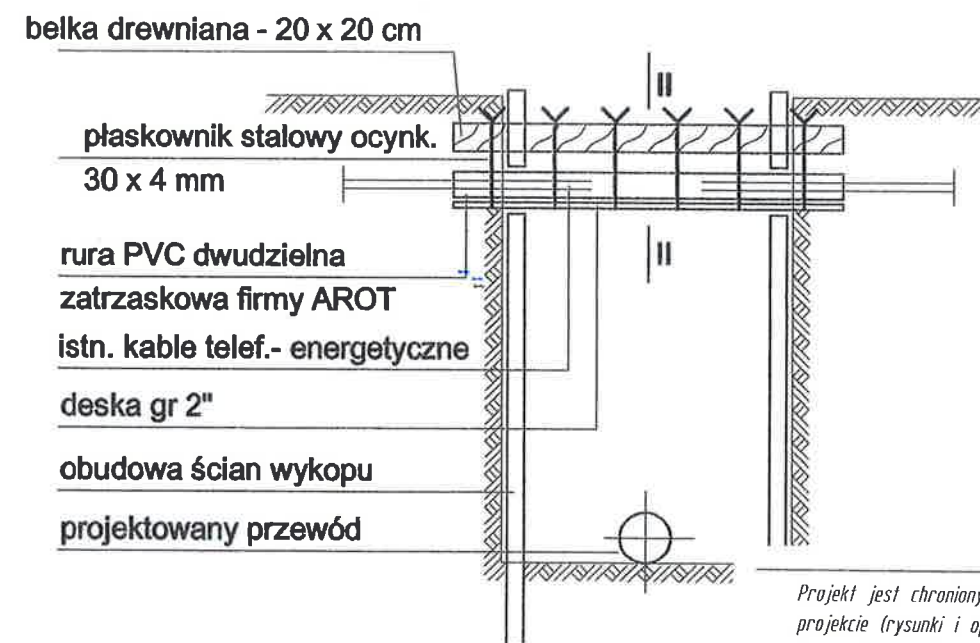 belka drewniana - 20 x 20 cm
II
płaskownik stalowy ocynk.
30 x 4 mm
rura PVC dwudzielna
II
zatrzaskowa firmy AROT
istn. kable telef.- energetyczne
deska gr 2"
obudowa ścian wykopu
projektowany przewód
Projekt jest chroniony
projekcie (rysunki i